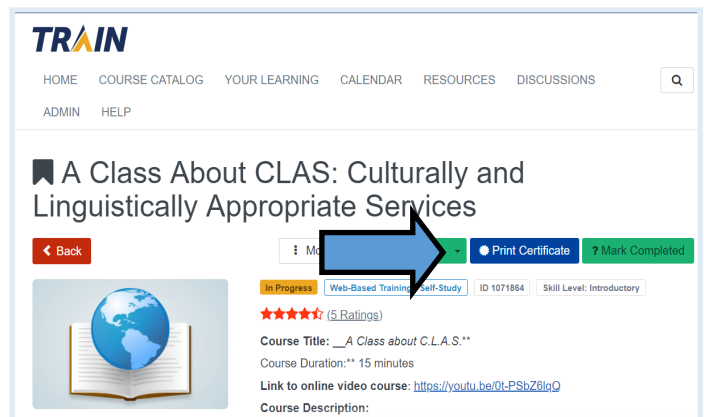 TRAIN
HOME COURSE CATALOG YOUR LEARNING CALENDAR RESOURCES DISCUSSIONS
ADMIN HELP
A Class About CLAS: Culturally and
Linguistically Appropriate Services
Back Print Certificate ? Mark Completed
In Progress Web-Based Training Self-Study ID 1071864 Skill Level: Introductory
(5 Ratings)
Course Title: __A Class about C.L.A.S.**
Course Duration:** 15 minutes
Link to online video course: https://youtu.be/0t-PSbZ6lqQ
Course Description: